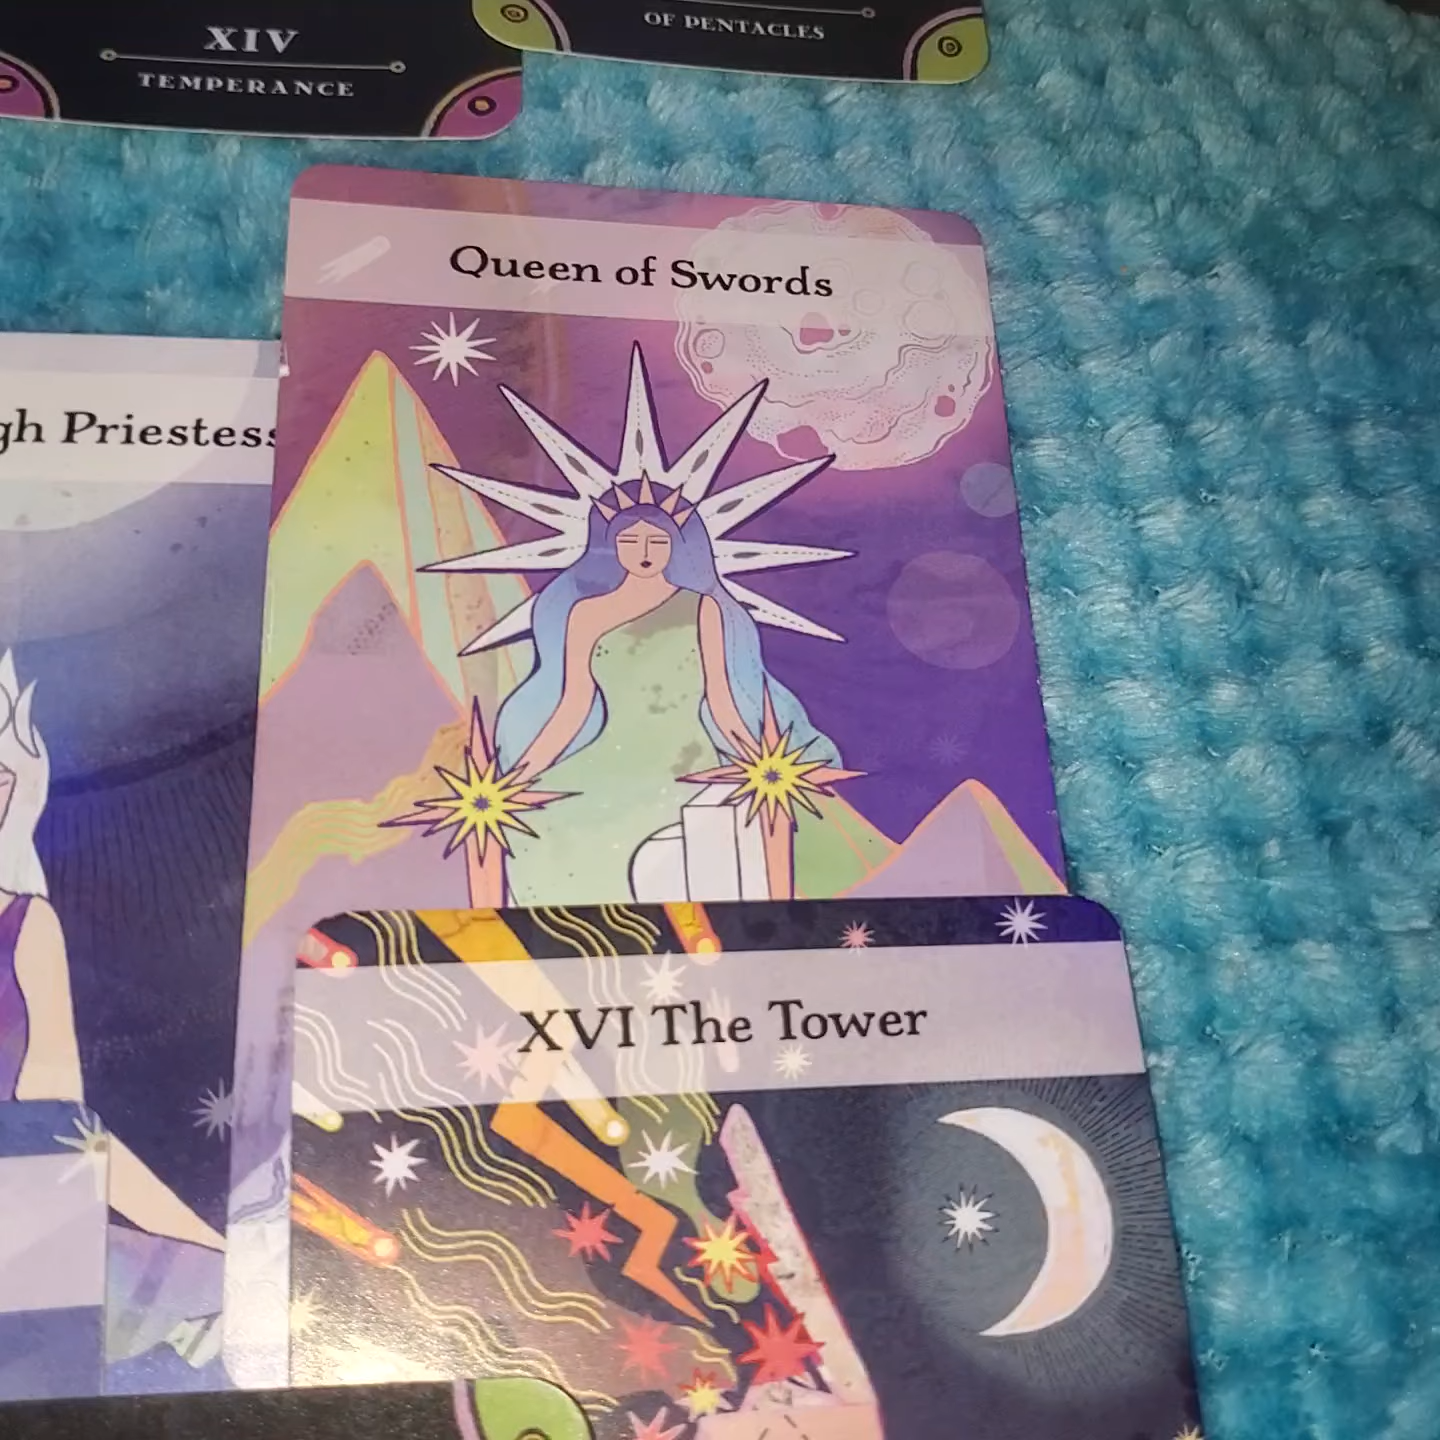 XIV
TEMPERANCE
OF PENTACLES
Queen of Swords
gh Priestess
XVI The Tower